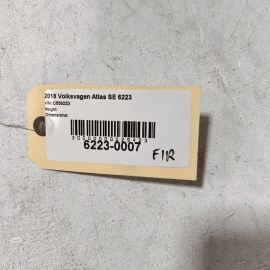 2018 Volkswagen Atlas SE 6223
VIN: C556223
Weight:
Dimensions:
6223-0007
F1R